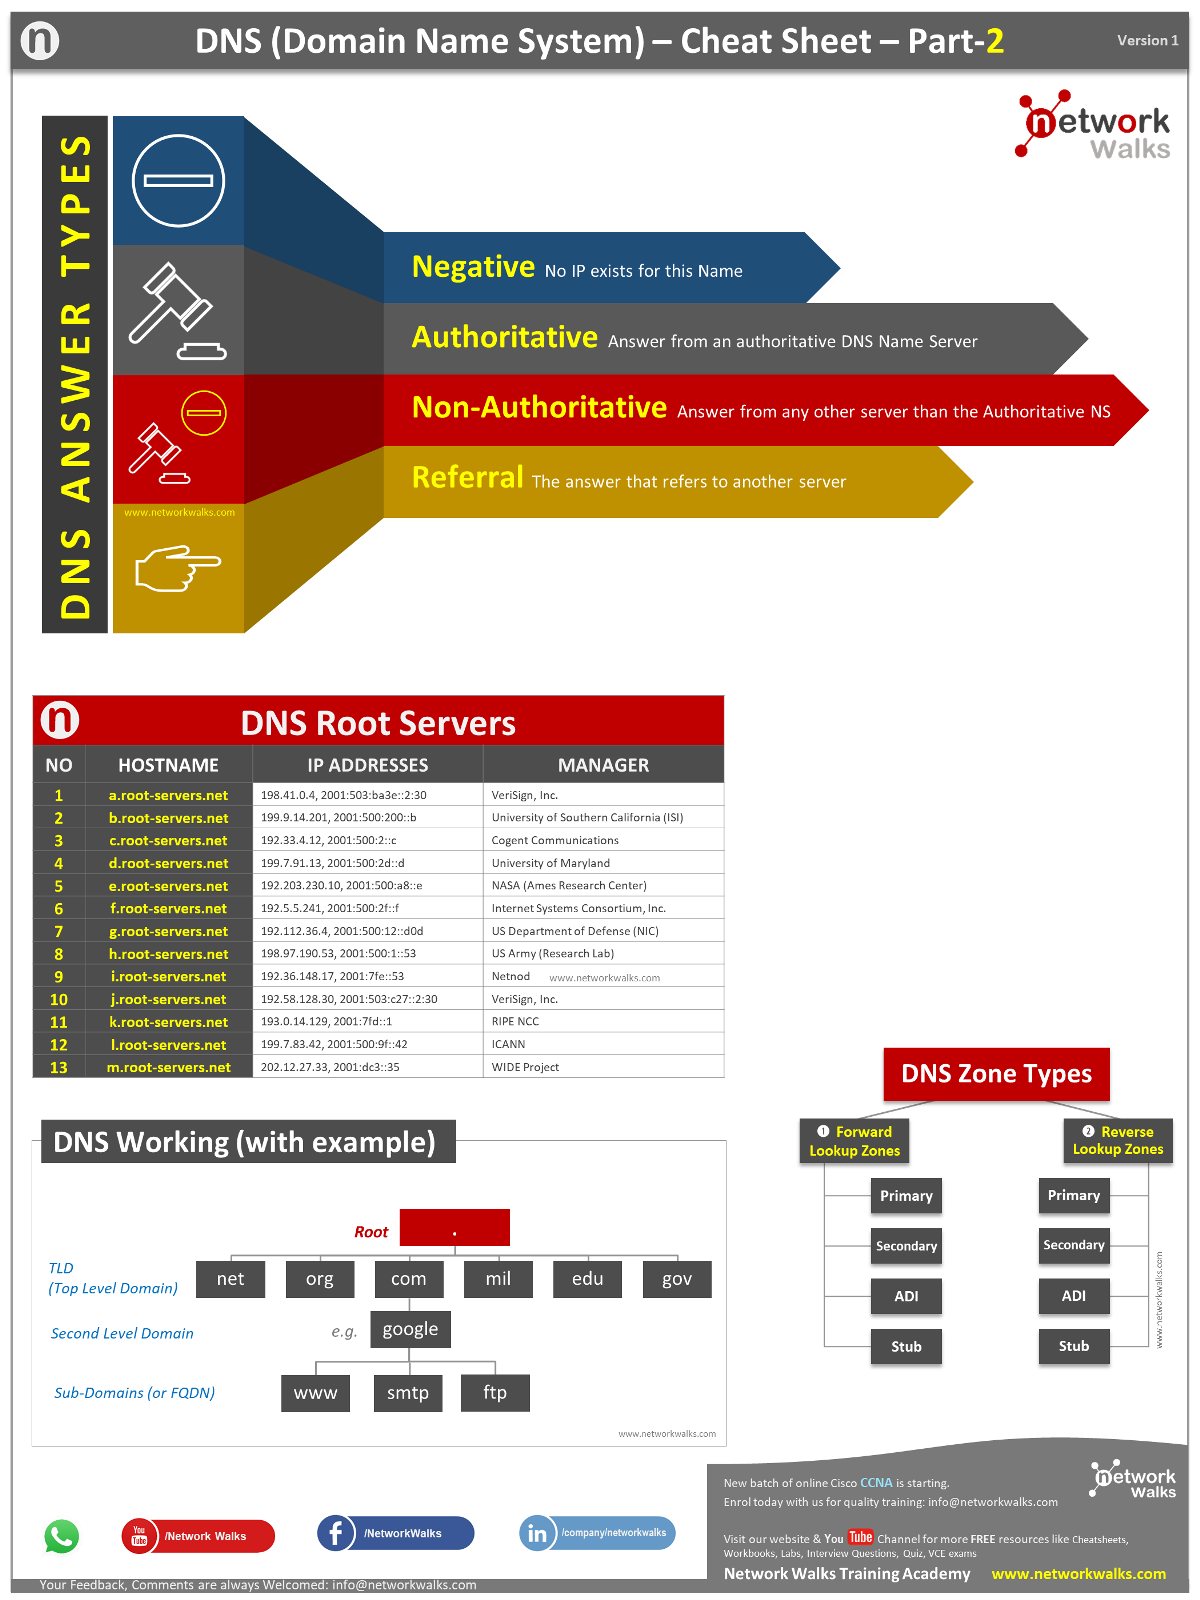 n
DNS (Domain Name System) – Cheat Sheet – Part-2
Version 1
network
Walks
DNS ANSWER TYPES
Negative No IP exists for this Name
Authoritative Answer from an authoritative DNS Name Server
Non-Authoritative Answer from any other server than the Authoritative NS
Referral The answer that refers to another server
www.networkwalks.com
n
DNS Root Servers
NO HOSTNAME IP ADDRESSES MANAGER
1 a.root-servers.net 198.41.0.4, 2001:503:ba3e::2:30 VeriSign, Inc.
2 b.root-servers.net 199.9.14.201, 2001:500:200::b University of Southern California (ISI)
3 c.root-servers.net 192.33.4.12, 2001:500:2::c Cogent Communications
4 d.root-servers.net 199.7.91.13, 2001:500:2d::d University of Maryland
5 e.root-servers.net 192.203.230.10, 2001:500:a8::e NASA (Ames Research Center)
6 f.root-servers.net 192.5.5.241, 2001:500:2f::f Internet Systems Consortium, Inc.
7 g.root-servers.net 192.112.36.4, 2001:500:12::d0d US Department of Defense (NIC)
8 h.root-servers.net 198.97.190.53, 2001:500:1::53 US Army (Research Lab)
9 i.root-servers.net 192.36.148.17, 2001:7fe::53 Netnod www.networkwalks.com
10 j.root-servers.net 192.58.128.30, 2001:503:c27::2:30 VeriSign, Inc.
11 k.root-servers.net 193.0.14.129, 2001:7fd::1 RIPE NCC
12 l.root-servers.net 199.7.83.42, 2001:500:9f::42 ICANN
13 m.root-servers.net 202.12.27.33, 2001:dc3::35 WIDE Project
DNS Working (with example)
Root .
TLD
(Top Level Domain)
net org com mil edu gov
Second Level Domain e.g. google
Sub-Domains (or FQDN) www smtp ftp
www.networkwalks.com
DNS Zone Types
1 Forward
Lookup Zones
2 Reverse
Lookup Zones
Primary Primary
Secondary Secondary
ADI ADI
Stub Stub
www.networkwalks.com
You
Tube
/Network Walks
f /NetworkWalks
in /company/networkwalks
Your Feedback, Comments are always Welcomed: info@networkwalks.com
New batch of online Cisco CCNA is starting.
Enrol today with us for quality training: info@networkwalks.com
network
Walks
Visit our website & You Tube Channel for more FREE resources like Cheatsheets,
Workbooks, Labs, Interview Questions, Quiz, VCE exams
Network Walks Training Academy www.networkwalks.com